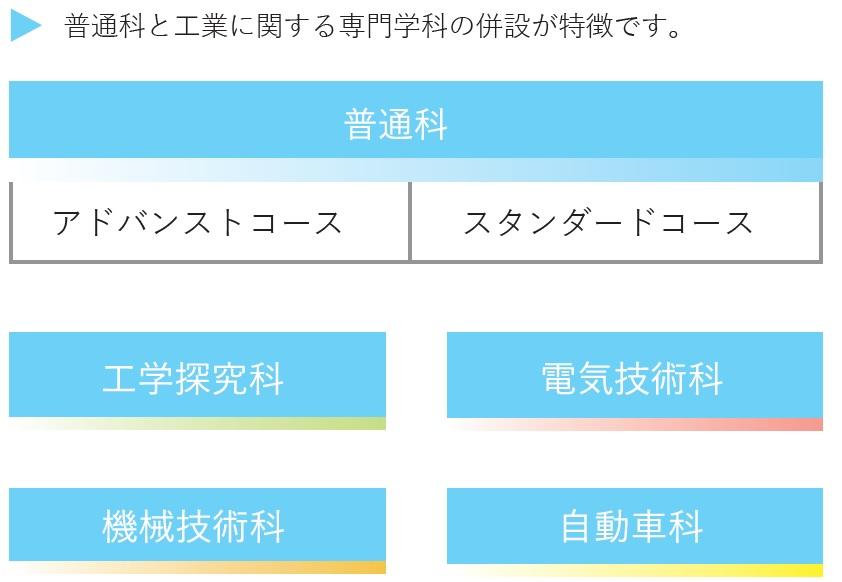 普通科と工業に関する専門学科の併設が特徴です。
普通科
アドバンストコース
スタンダードコース
工学探究科
電気技術科
機械技術科
自動車科